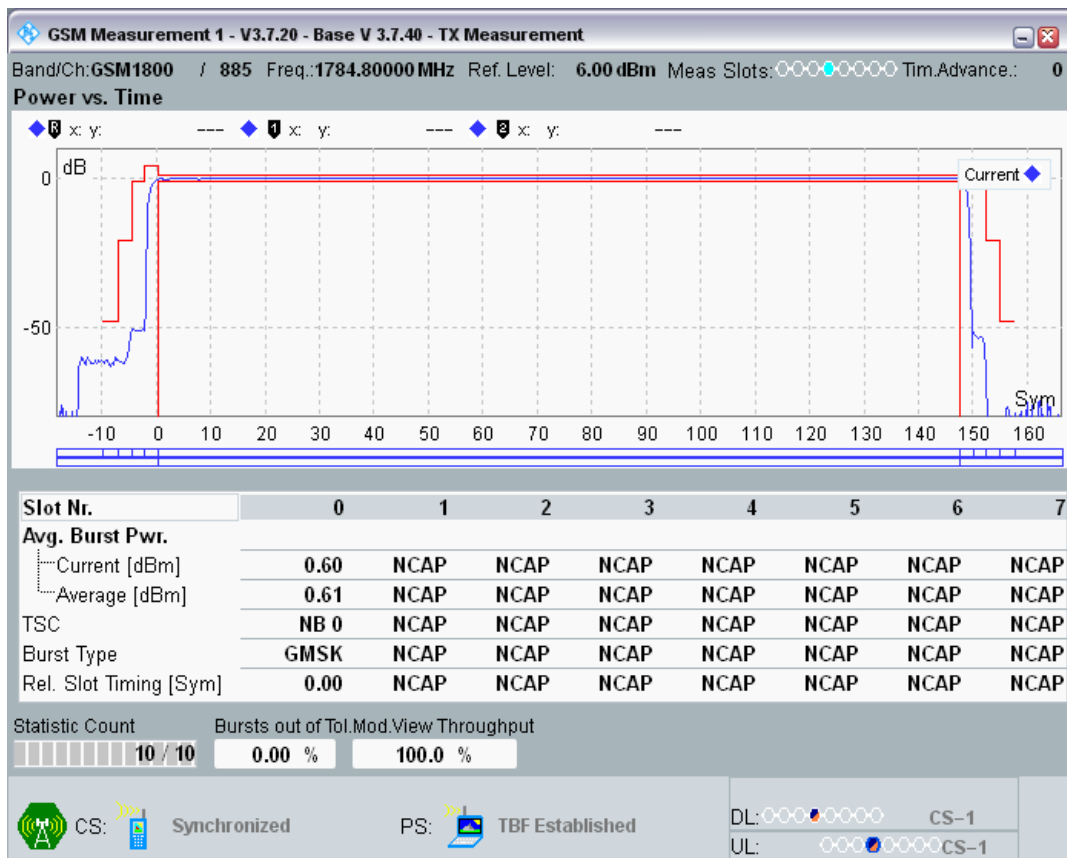 GSM Measurement 1 - V3.7.20 - Base V 3.7.40 - TX Measurement
Band/Ch:GSM1800 / 885 Freq.:1784.80000 MHz Ref. Level: 6.00 dBm Meas Slots: Tim.Advance.: 0
Power vs. Time
R x: y: --- 1 x: y: --- 2 x: y: ---
dB
Current
0
-50
Sym
-10 0 10 20 30 40 50 60 70 80 90 100 110 120 130 140 150 160
Slot Nr. 0 1 2 3 4 5 6 7
Avg. Burst Pwr.
Current [dBm] 0.60 NCAP NCAP NCAP NCAP NCAP NCAP NCAP
Average [dBm] 0.61 NCAP NCAP NCAP NCAP NCAP NCAP NCAP
TSC NB 0 NCAP NCAP NCAP NCAP NCAP NCAP NCAP
Burst Type GMSK NCAP NCAP NCAP NCAP NCAP NCAP NCAP
Rel. Slot Timing [Sym] 0.00 NCAP NCAP NCAP NCAP NCAP NCAP NCAP
Statistic Count Bursts out of Tol.Mod.View Throughput
10 / 10 0.00 % 100.0 %
CS: Synchronized PS: TBF Established DL: CS-1
UL: CS-1